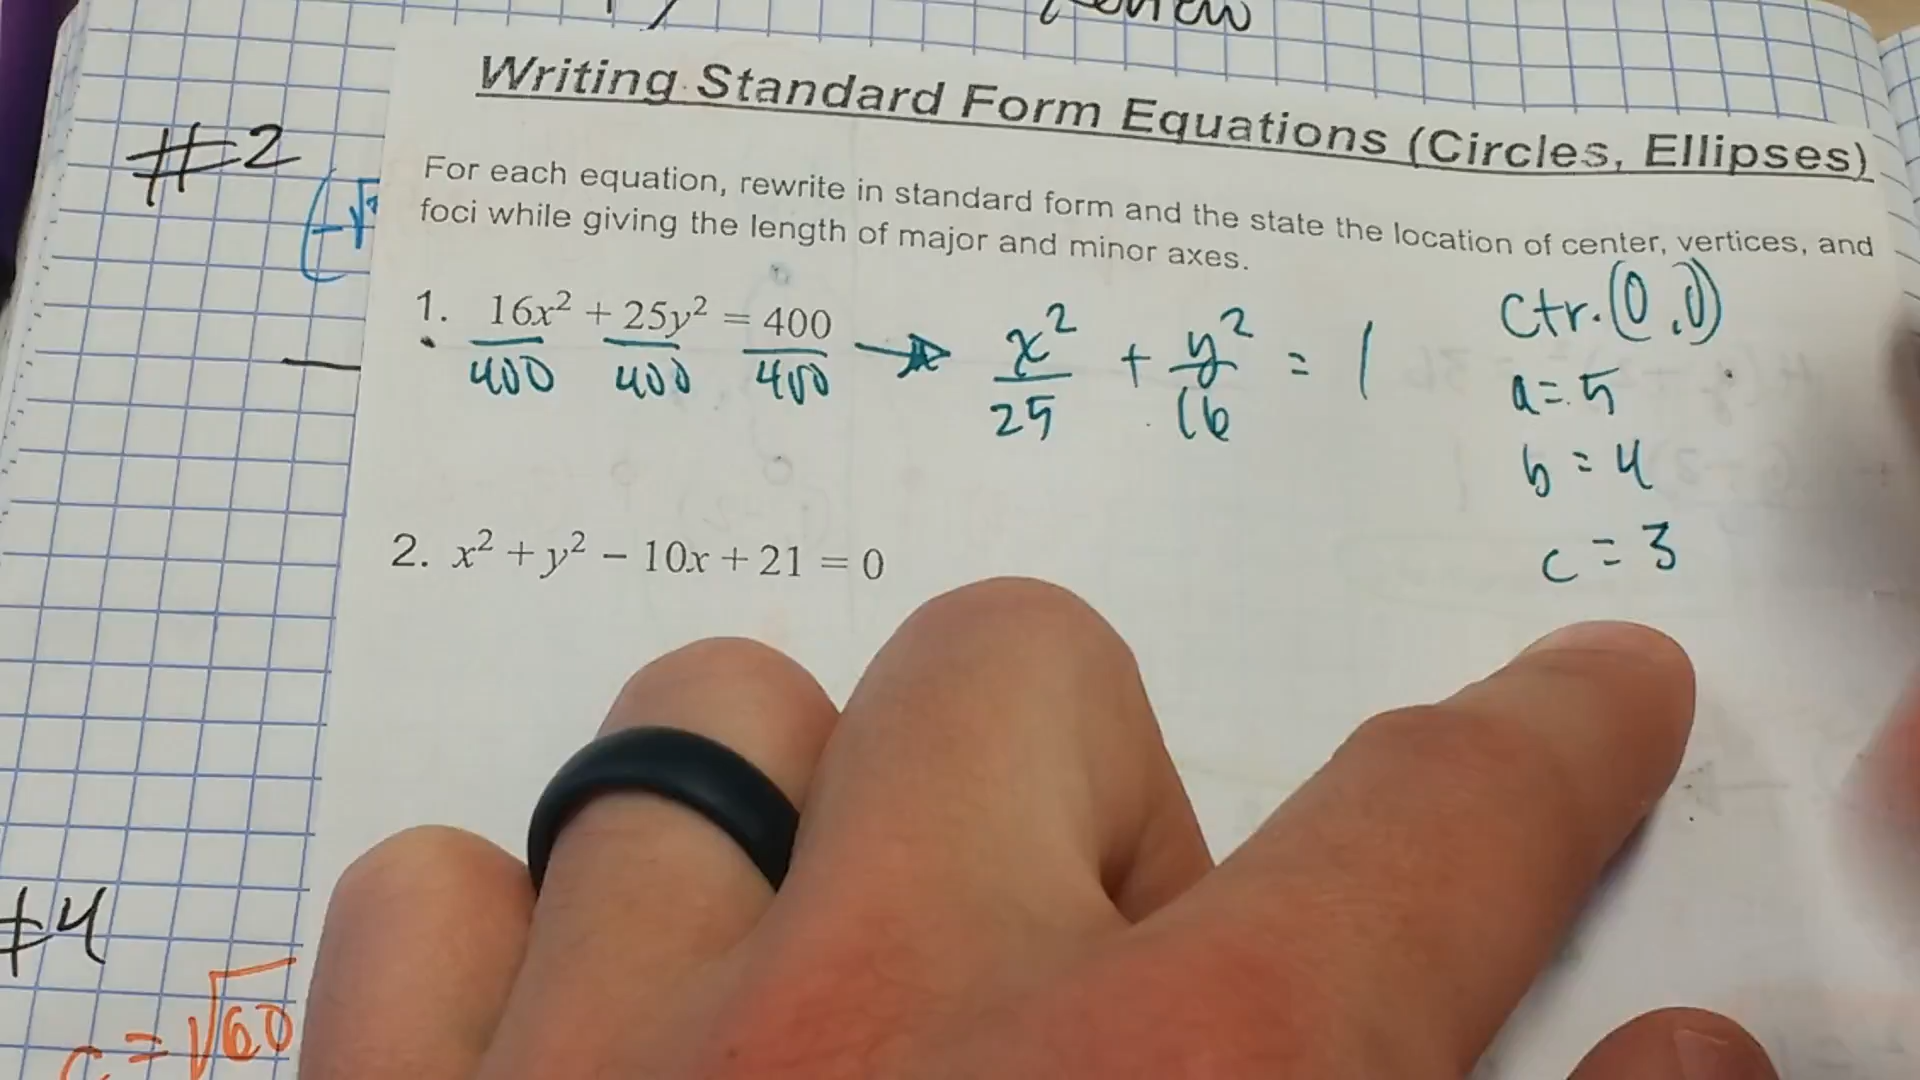 Review
Writing Standard Form Equations (Circles, Ellipses)
#2
For each equation, rewrite in standard form and the state the location of center, vertices, and
foci while giving the length of major and minor axes.
1. 16x² + 25y² = 400
400 400 400
→ x²/25 + y²/16 = 1
Ctr. (0,0)
a = 5
b = 4
c = 3
2. x² + y² − 10x + 21 = 0
#4
c = √60